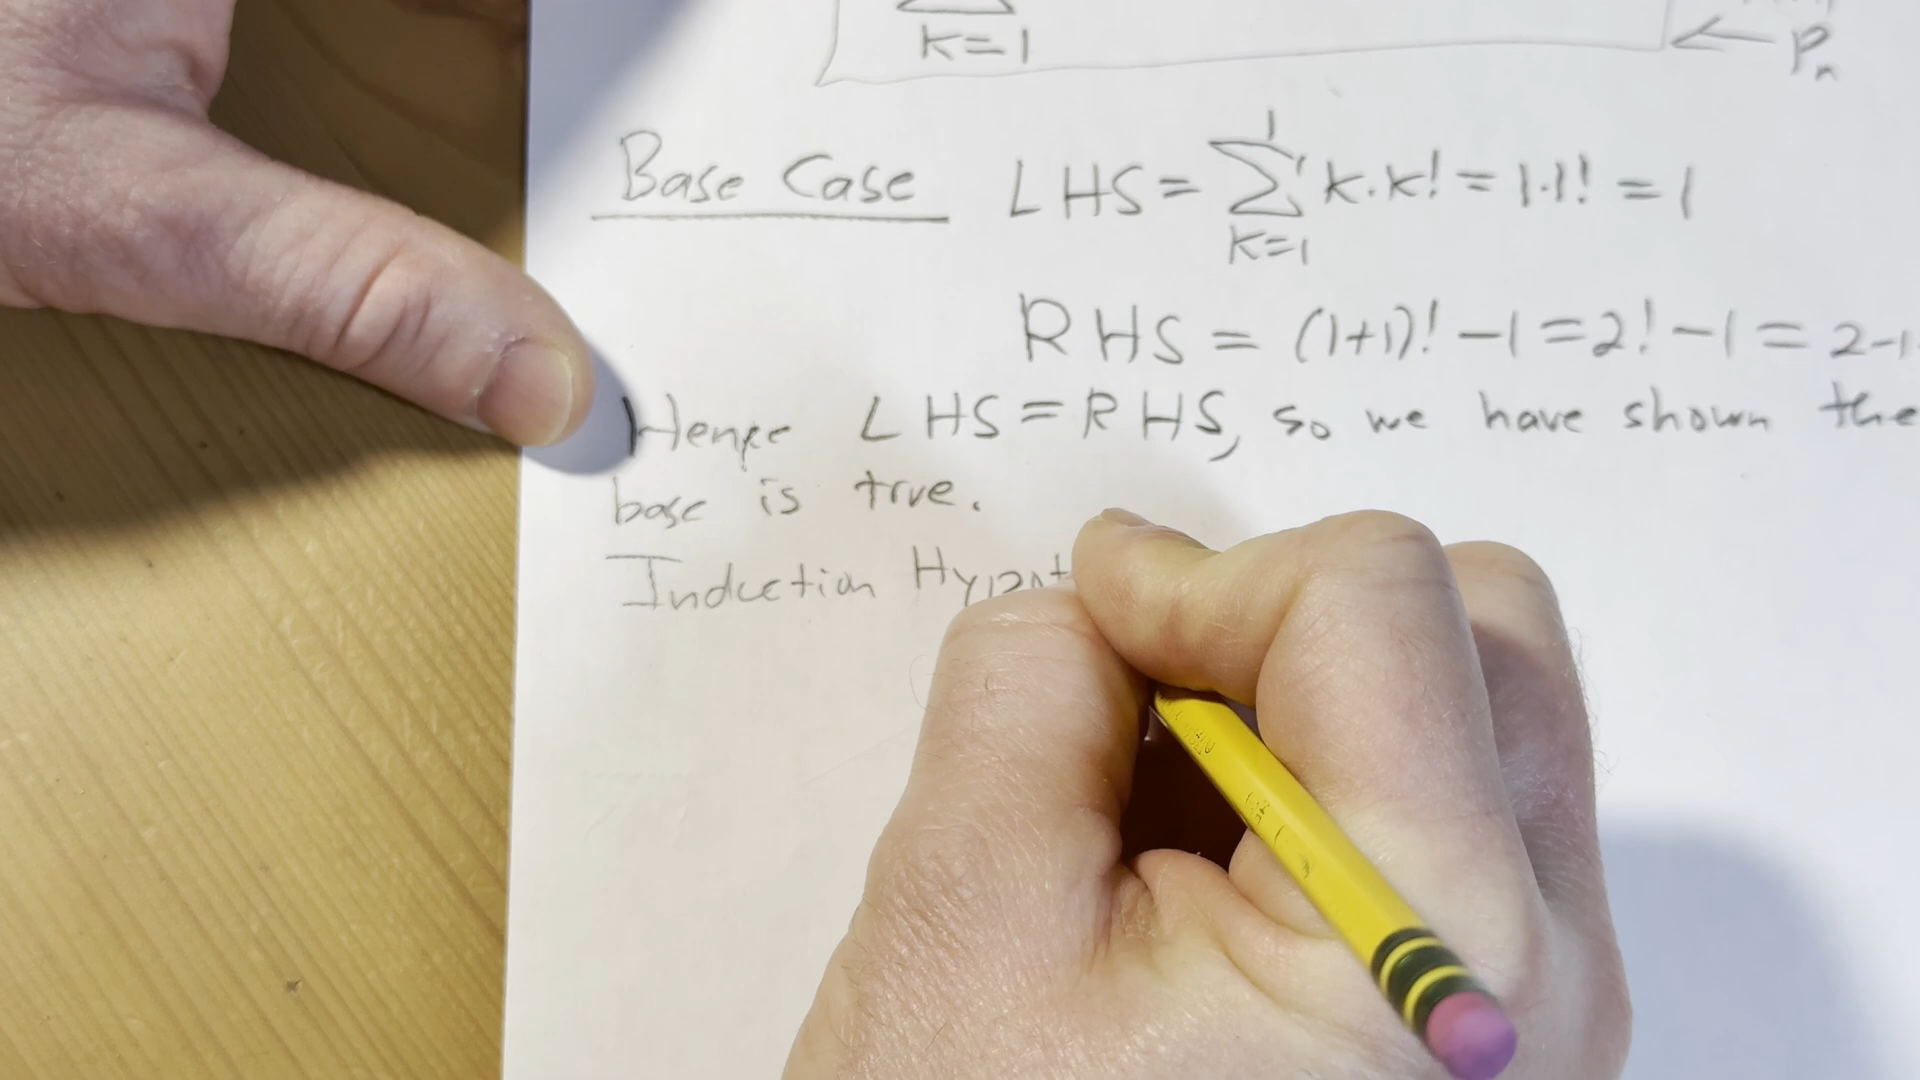 k=1
← Pn
Base Case LHS = 1 ∑ k=1 k·k! = 1·1! = 1
RHS = (1+1)! -1 = 2! -1 = 2-1
Hence LHS = RHS, so we have shown the
base is true.
Induction